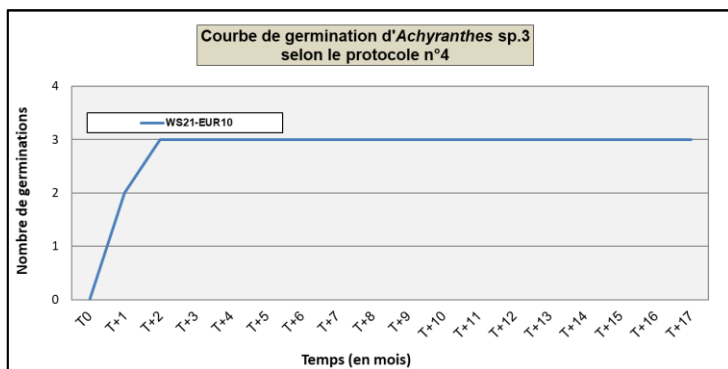 Courbe de germination d'Achyranthes sp.3
selon le protocole n°4
4
WS21-EUR10
3
2
1
0
Nombre de germinations
T0 T+1 T+2 T+3 T+4 T+5 T+6 T+7 T+8 T+9 T+10 T+11 T+12 T+13 T+14 T+15 T+16 T+17
Temps (en mois)